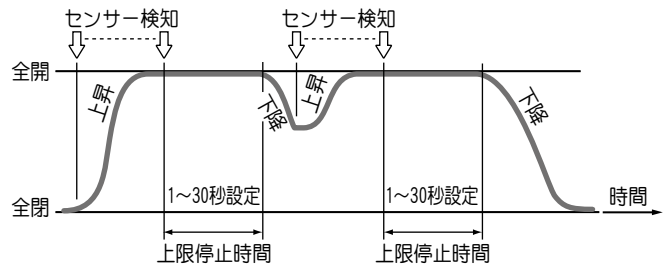 センサー検知 センサー検知
全開
上昇 下降 上昇 下降
1〜30秒設定 1〜30秒設定
全閉 時間
上限停止時間 上限停止時間